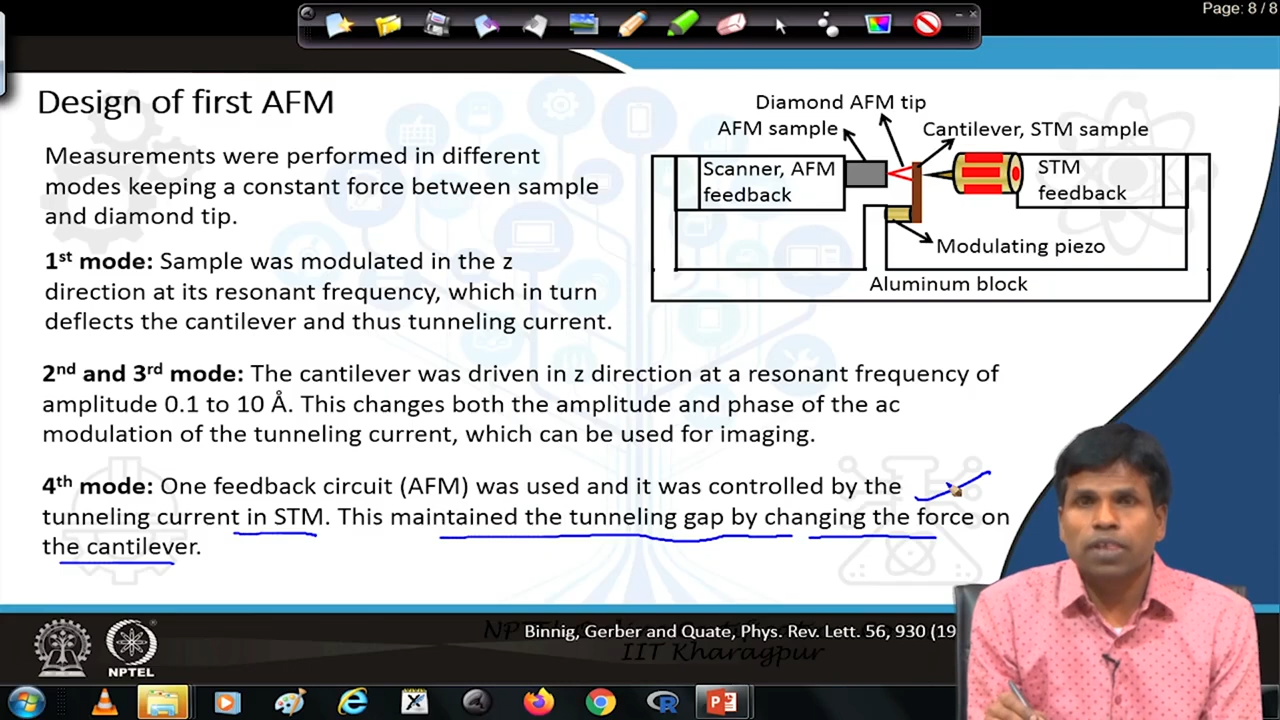 Page: 8 / 8
Design of first AFM
Measurements were performed in different
modes keeping a constant force between sample
and diamond tip.
1st mode: Sample was modulated in the z
direction at its resonant frequency, which in turn
deflects the cantilever and thus tunneling current.
Diamond AFM tip
AFM sample
Cantilever, STM sample
Scanner, AFM
feedback
STM
feedback
Modulating piezo
Aluminum block
2nd and 3rd mode: The cantilever was driven in z direction at a resonant frequency of
amplitude 0.1 to 10 Å. This changes both the amplitude and phase of the ac
modulation of the tunneling current, which can be used for imaging.
4th mode: One feedback circuit (AFM) was used and it was controlled by the
tunneling current in STM. This maintained the tunneling gap by changing the force on
the cantilever.
Binnig, Gerber and Quate, Phys. Rev. Lett. 56, 930 (19
IIT Kharagpur
NPTEL